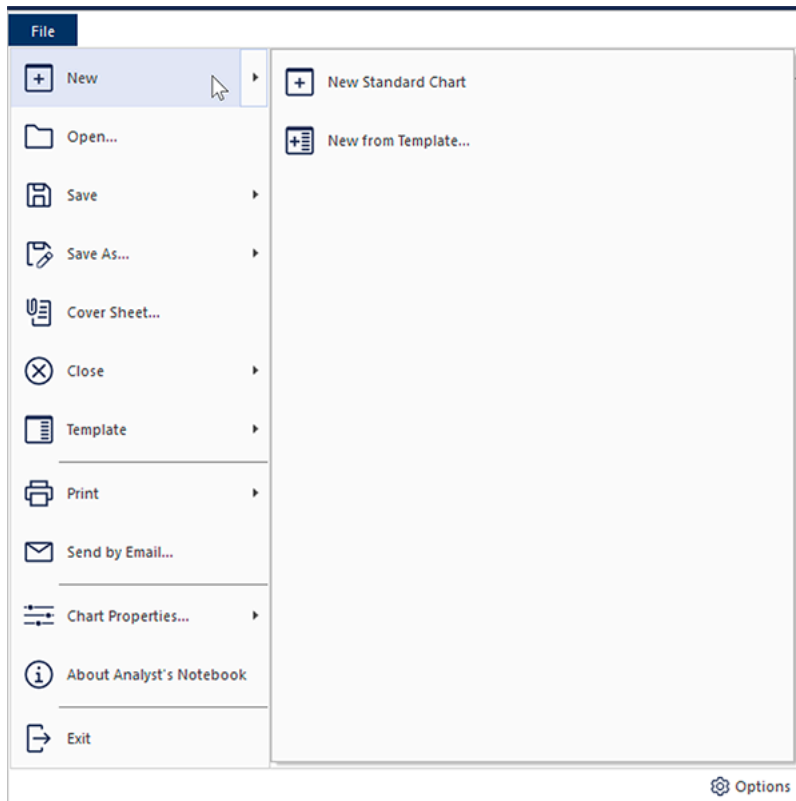 File
New
Open...
Save
Save As...
Cover Sheet...
Close
Template
Print
Send by Email...
Chart Properties...
About Analyst's Notebook
Exit
New Standard Chart
New from Template...
Options